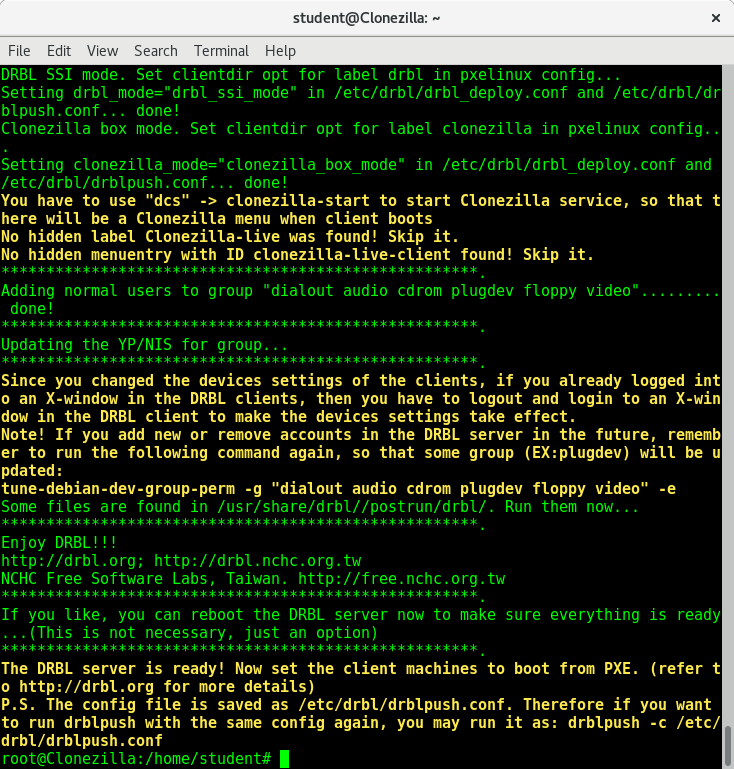 student@Clonezilla: ~
File Edit View Search Terminal Help
DRBL SSI mode. Set clientdir opt for label drbl in pxelinux config...
Setting drbl_mode="drbl_ssi_mode" in /etc/drbl/drbl_deploy.conf and /etc/drbl/dr
blpush.conf... done!
Clonezilla box mode. Set clientdir opt for label clonezilla in pxelinux config..
.
Setting clonezilla_mode="clonezilla_box_mode" in /etc/drbl/drbl_deploy.conf and
/etc/drbl/drblpush.conf... done!
You have to use "dcs" -> clonezilla-start to start Clonezilla service, so that t
here will be a Clonezilla menu when client boots
No hidden label Clonezilla-live was found! Skip it.
No hidden menuentry with ID clonezilla-live-client found! Skip it.
*****************************************************.
Adding normal users to group "dialout audio cdrom plugdev floppy video".........
 done!
*****************************************************.
Updating the YP/NIS for group...
*****************************************************.
Since you changed the devices settings of the clients, if you already logged int
o an X-window in the DRBL clients, then you have to logout and login to an X-win
dow in the DRBL client to make the devices settings take effect.
Note! If you add new or remove accounts in the DRBL server in the future, rememb
er to run the following command again, so that some group (EX:plugdev) will be u
pdated:
tune-debian-dev-group-perm -g "dialout audio cdrom plugdev floppy video" -e
Some files are found in /usr/share/drbl//postrun/drbl/. Run them now...
*****************************************************.
Enjoy DRBL!!!
http://drbl.org; http://drbl.nchc.org.tw
NCHC Free Software Labs, Taiwan. http://free.nchc.org.tw
*****************************************************.
If you like, you can reboot the DRBL server now to make sure everything is ready
...(This is not necessary, just an option)
*****************************************************.
The DRBL server is ready! Now set the client machines to boot from PXE. (refer t
o http://drbl.org for more details)
P.S. The config file is saved as /etc/drbl/drblpush.conf. Therefore if you want
to run drblpush with the same config again, you may run it as: drblpush -c /etc/
drbl/drblpush.conf
root@Clonezilla:/home/student#